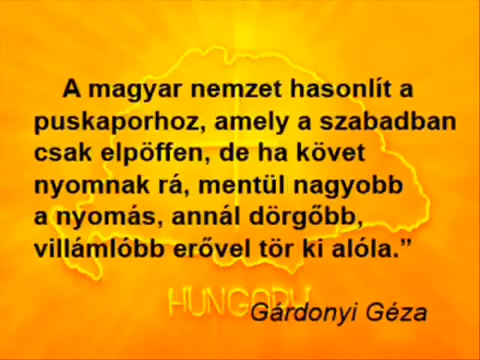 A magyar nemzet hasonlít a
puskaporhoz, amely a szabadban
csak elpöffen, de ha követ
nyomnak rá, mentül nagyobb
a nyomás, annál dörgőbb,
villámlóbb erővel tör ki alóla.”
HUNGARY
Gárdonyi Géza